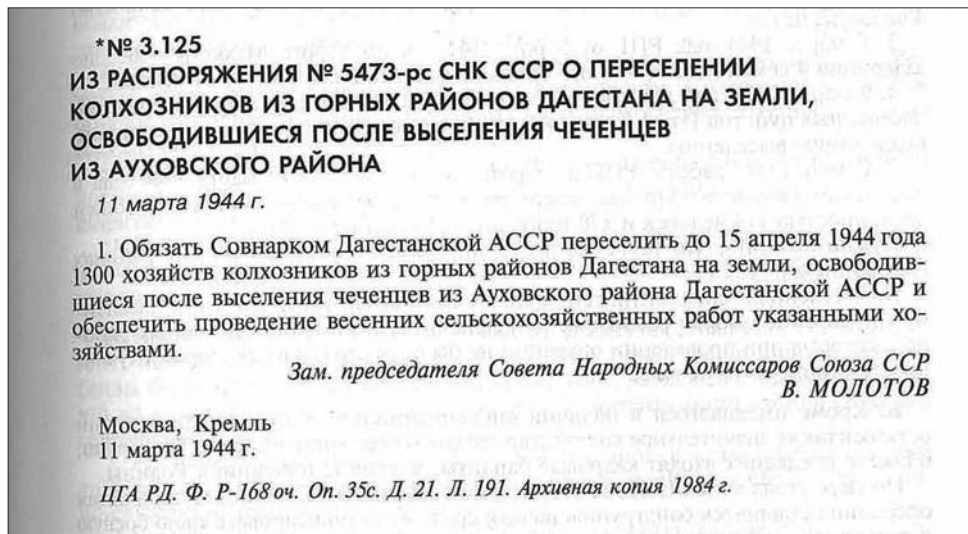 *№ 3.125
ИЗ РАСПОРЯЖЕНИЯ № 5473-рс СНК СССР О ПЕРЕСЕЛЕНИИ
КОЛХОЗНИКОВ ИЗ ГОРНЫХ РАЙОНОВ ДАГЕСТАНА НА ЗЕМЛИ,
ОСВОБОДИВШИЕСЯ ПОСЛЕ ВЫСЕЛЕНИЯ ЧЕЧЕНЦЕВ
ИЗ АУХОВСКОГО РАЙОНА
11 марта 1944 г.
1. Обязать Совнарком Дагестанской АССР переселить до 15 апреля 1944 года
1300 хозяйств колхозников из горных районов Дагестана на земли, освободив-
шиеся после выселения чеченцев из Ауховского района Дагестанской АССР и
обеспечить проведение весенних сельскохозяйственных работ указанными хо-
зяйствами.
Зам. председателя Совета Народных Комиссаров Союза ССР
В. МОЛОТОВ
Москва, Кремль
11 марта 1944 г.
ЦГА РД. Ф. Р-168 оч. Оп. 35с. Д. 21. Л. 191. Архивная копия 1984 г.